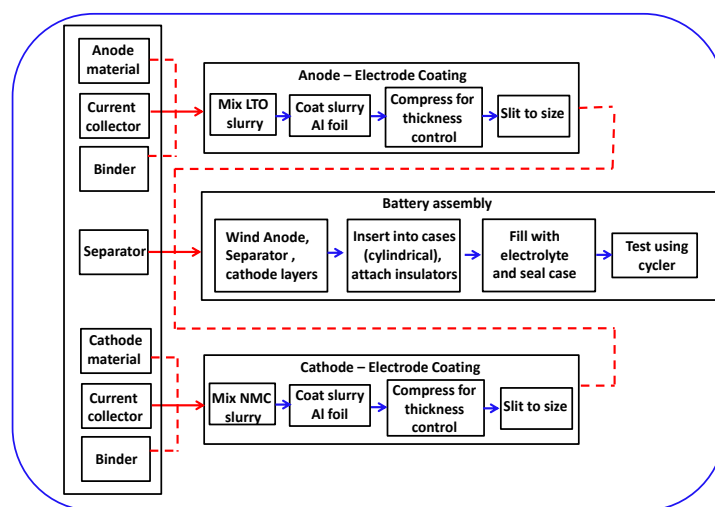 Anode
material
Current
collector
Binder
Separator
Cathode
material
Current
collector
Binder
Anode – Electrode Coating
Mix LTO
slurry
Coat slurry
Al foil
Compress for
thickness
control
Slit to size
Battery assembly
Wind Anode,
Separator ,
cathode layers
Insert into cases
(cylindrical),
attach insulators
Fill with
electrolyte
and seal case
Test using
cycler
Cathode – Electrode Coating
Mix NMC
slurry
Coat slurry
Al foil
Compress for
thickness
control
Slit to size